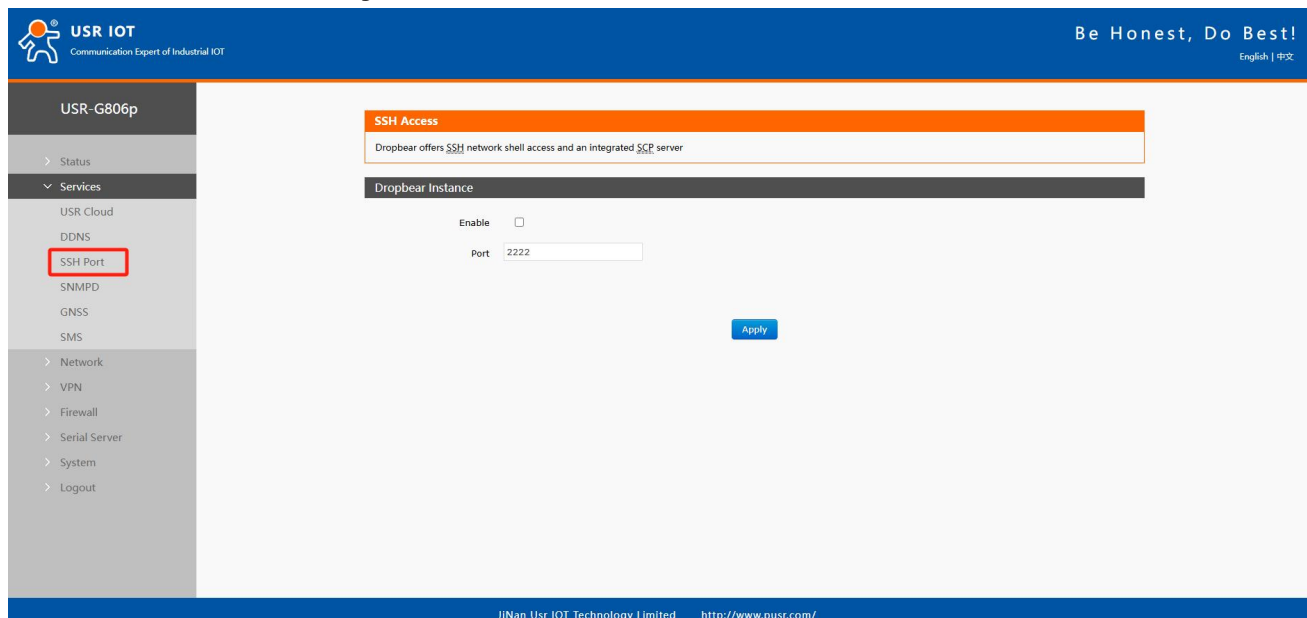 USR IOT
Communication Expert of Industrial IOT
Be Honest, Do Best!
English | 中文
USR-G806p
Status
Services
USR Cloud
DDNS
SSH Port
SNMPD
GNSS
SMS
Network
VPN
Firewall
Serial Server
System
Logout
SSH Access
Dropbear offers SSH network shell access and an integrated SCP server
Dropbear Instance
Enable
Port 2222
Apply
JiNan Usr IOT Technology Limited http://www.pusr.com/